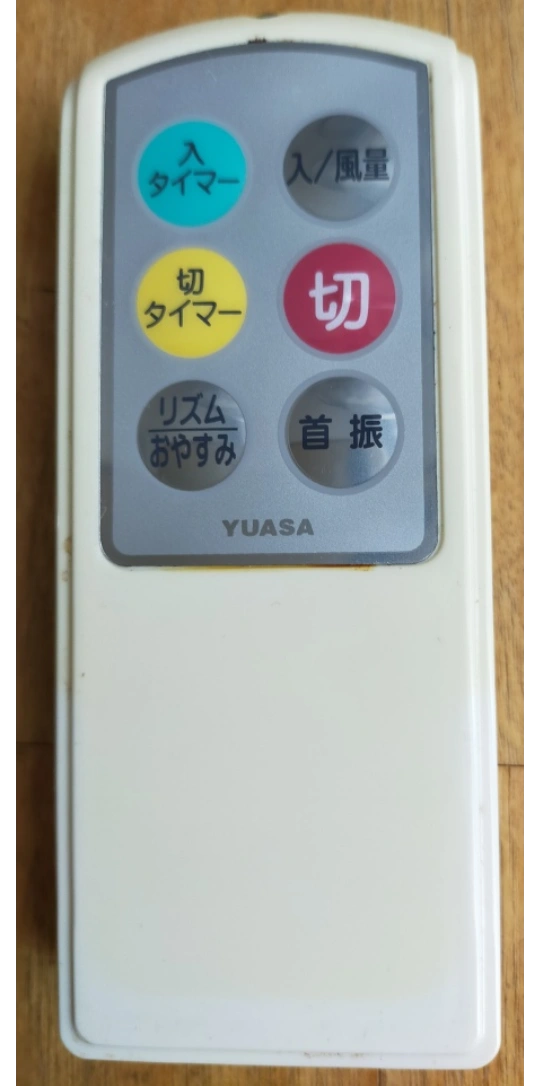 入
タイマー
入/風量
切
タイマー
切
リズム
おやすみ
首 振
YUASA